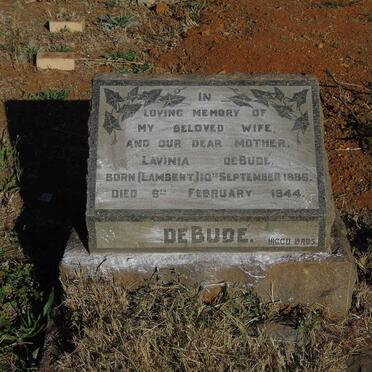 IN
LOVING MEMORY OF
MY BELOVED WIFE,
AND OUR DEAR MOTHER.
LAVINIA DEBUDE.
BORN (LAMBERT) 10TH SEPTEMBER 1886.
DIED 8TH FEBRUARY 1944.
DEBUDE. HIGGO BROS.